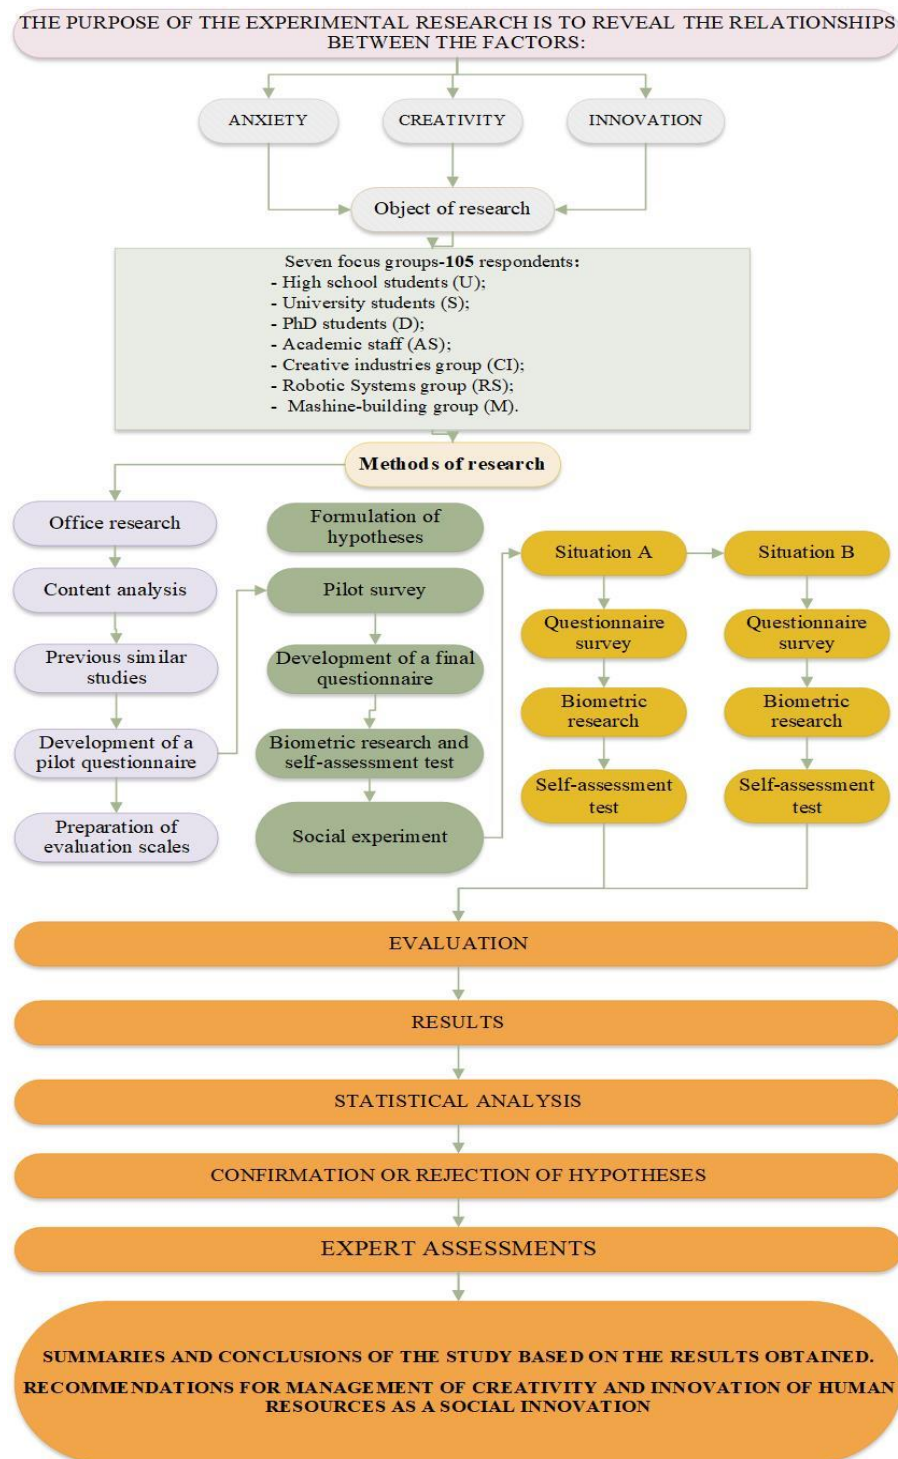 THE PURPOSE OF THE EXPERIMENTAL RESEARCH IS TO REVEAL THE RELATIONSHIPS
BETWEEN THE FACTORS:
ANXIETY
CREATIVITY
INNOVATION
Object of research
Seven focus groups-105 respondents:
- High school students (U);
- University students (S);
- PhD students (D);
- Academic staff (AS);
- Creative industries group (CI);
- Robotic Systems group (RS);
- Mashine-building group (M).
Methods of research
Office research
Content analysis
Previous similar
studies
Development of a
pilot questionnaire
Preparation of
evaluation scales
Formulation of
hypotheses
Pilot survey
Development of a final
questionnaire
Biometric research and
self-assessment test
Social experiment
Situation A
Questionnaire
survey
Biometric
research
Self-assessment
test
Situation B
Questionnaire
survey
Biometric
research
Self-assessment
test
EVALUATION
RESULTS
STATISTICAL ANALYSIS
CONFIRMATION OR REJECTION OF HYPOTHESES
EXPERT ASSESSMENTS
SUMMARIES AND CONCLUSIONS OF THE STUDY BASED ON THE RESULTS OBTAINED.
RECOMMENDATIONS FOR MANAGEMENT OF CREATIVITY AND INNOVATION OF HUMAN
RESOURCES AS A SOCIAL INNOVATION